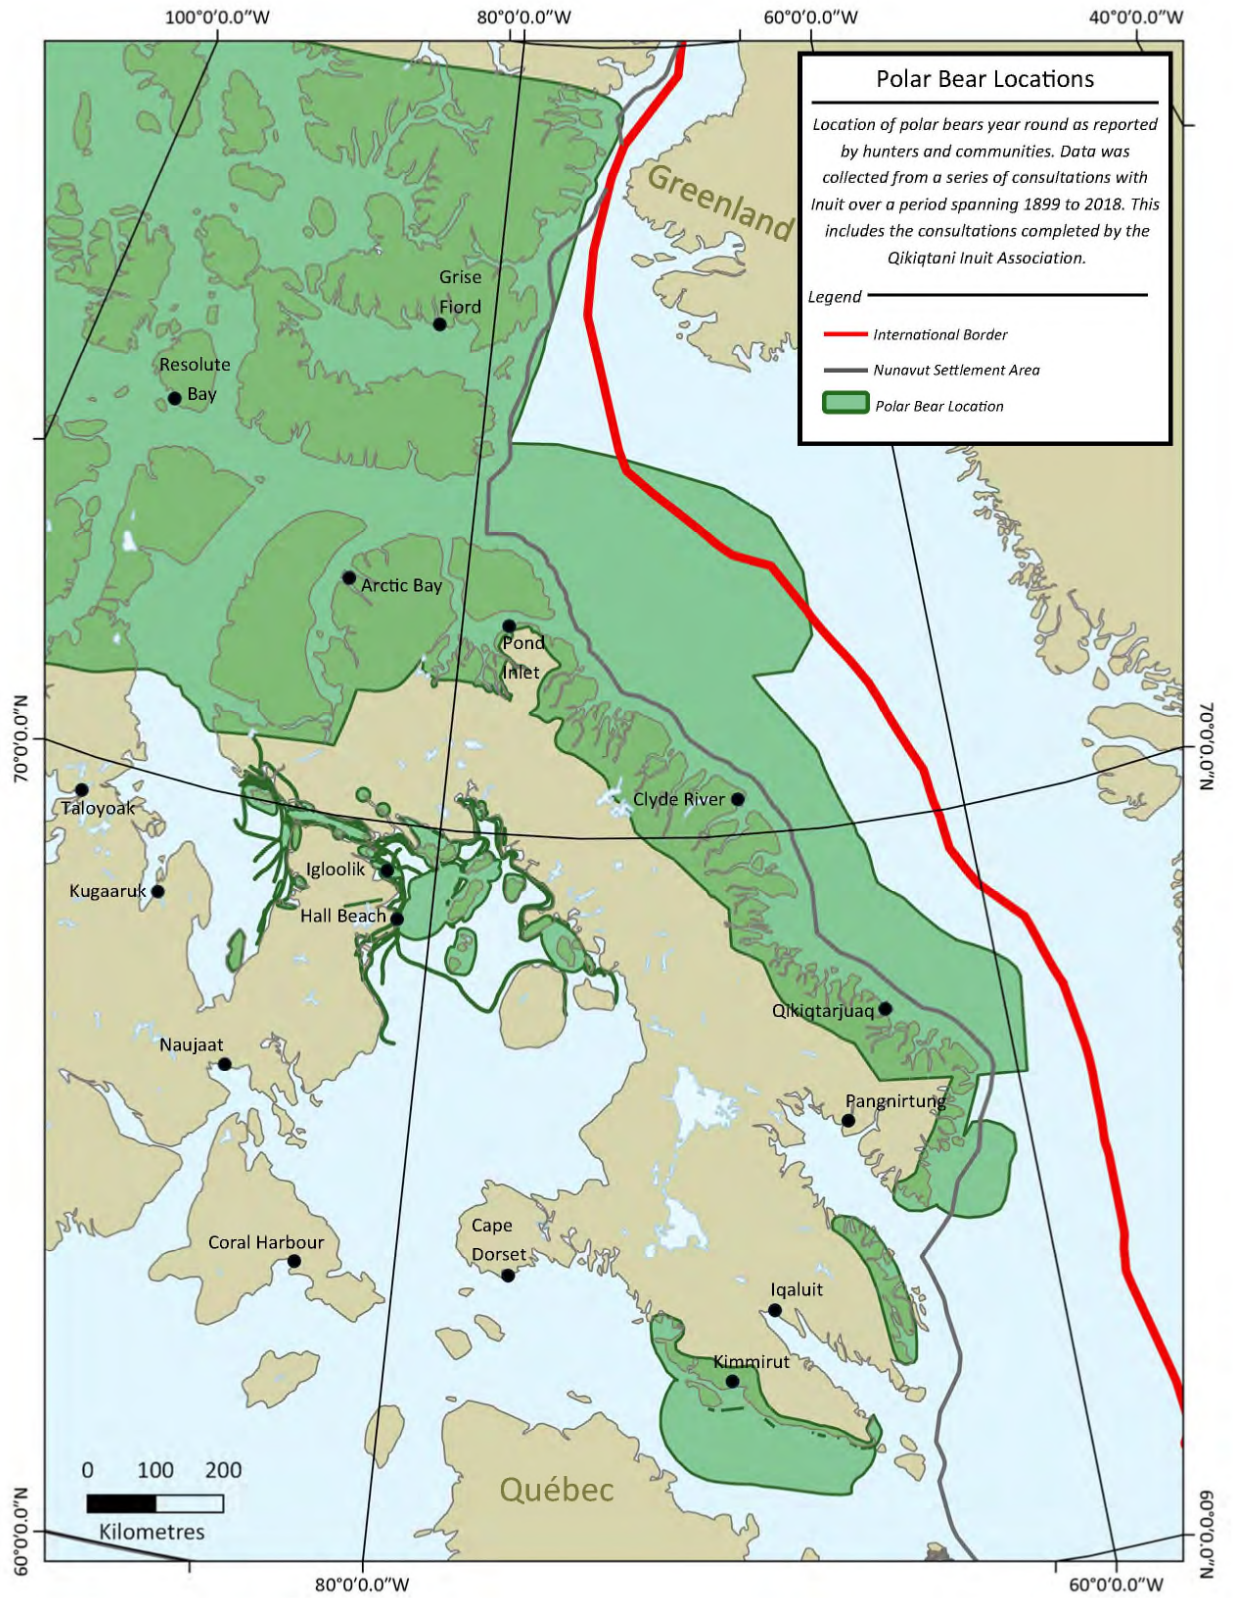 100°0'0.0"W
80°0'0.0"W
60°0'0.0"W
40°0'0.0"W
Polar Bear Locations
Location of polar bears year round as reported
by hunters and communities. Data was
collected from a series of consultations with
Inuit over a period spanning 1899 to 2018. This
includes the consultations completed by the
Qikiqtani Inuit Association.
Legend
International Border
Nunavut Settlement Area
Polar Bear Location
Greenland
Grise
Fiord
Resolute
Bay
Arctic Bay
Pond
Inlet
70°0'0.0"N
70°0'0.0"N
Taloyoak
Clyde River
Igloolik
Kugaaruk
Hall Beach
Qikiqtarjuaq
Naujaat
Pangnirtung
Coral Harbour
Cape
Dorset
Iqaluit
Kimmirut
Québec
0 100 200
Kilometres
60°0'0.0"N
60°0'0.0"N
80°0'0.0"W
60°0'0.0"W